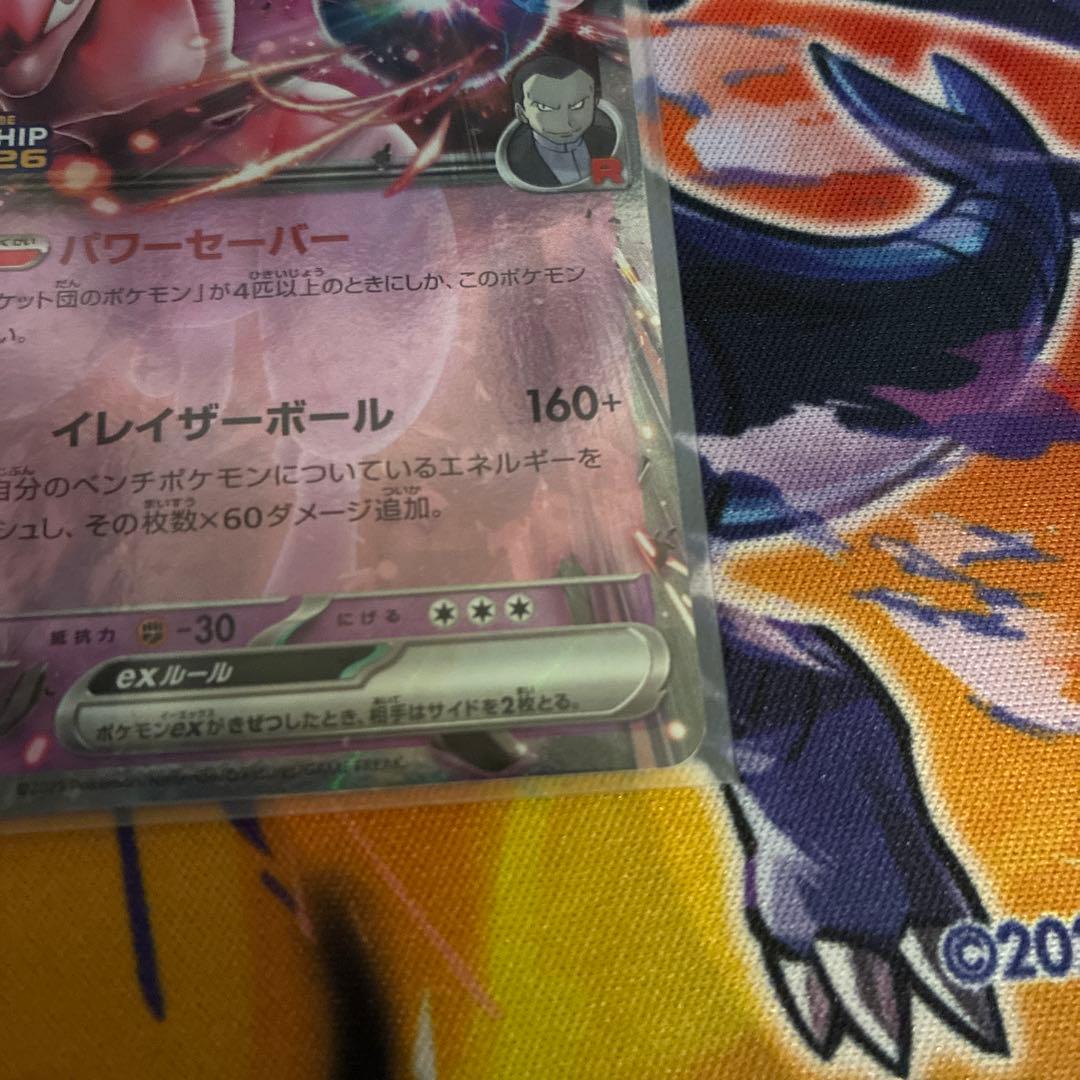 HIP
26
R
パワーセーバー
ケット団のポケモン」が4匹以上のときにしか、このポケモン
い。
イレイザーボール 160+
自分のベンチポケモンについているエネルギーを
シュし、その枚数×60ダメージ追加。
抵抗力 -30 にげる
exルール
ポケモンexがきぜつしたとき、相手はサイドを2枚とる。
©202